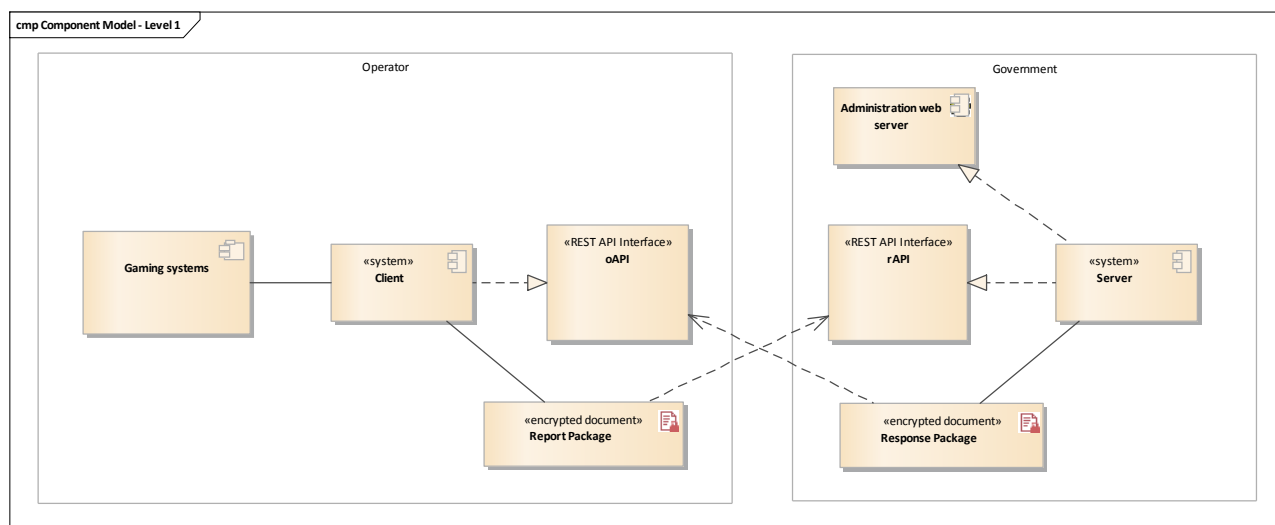 cmp Component Model - Level 1
Operator
Government
Administration web
server
Gaming systems
«system»
Client
«REST API Interface»
oAPI
«REST API Interface»
rAPI
«system»
Server
«encrypted document»
Report Package
«encrypted document»
Response Package